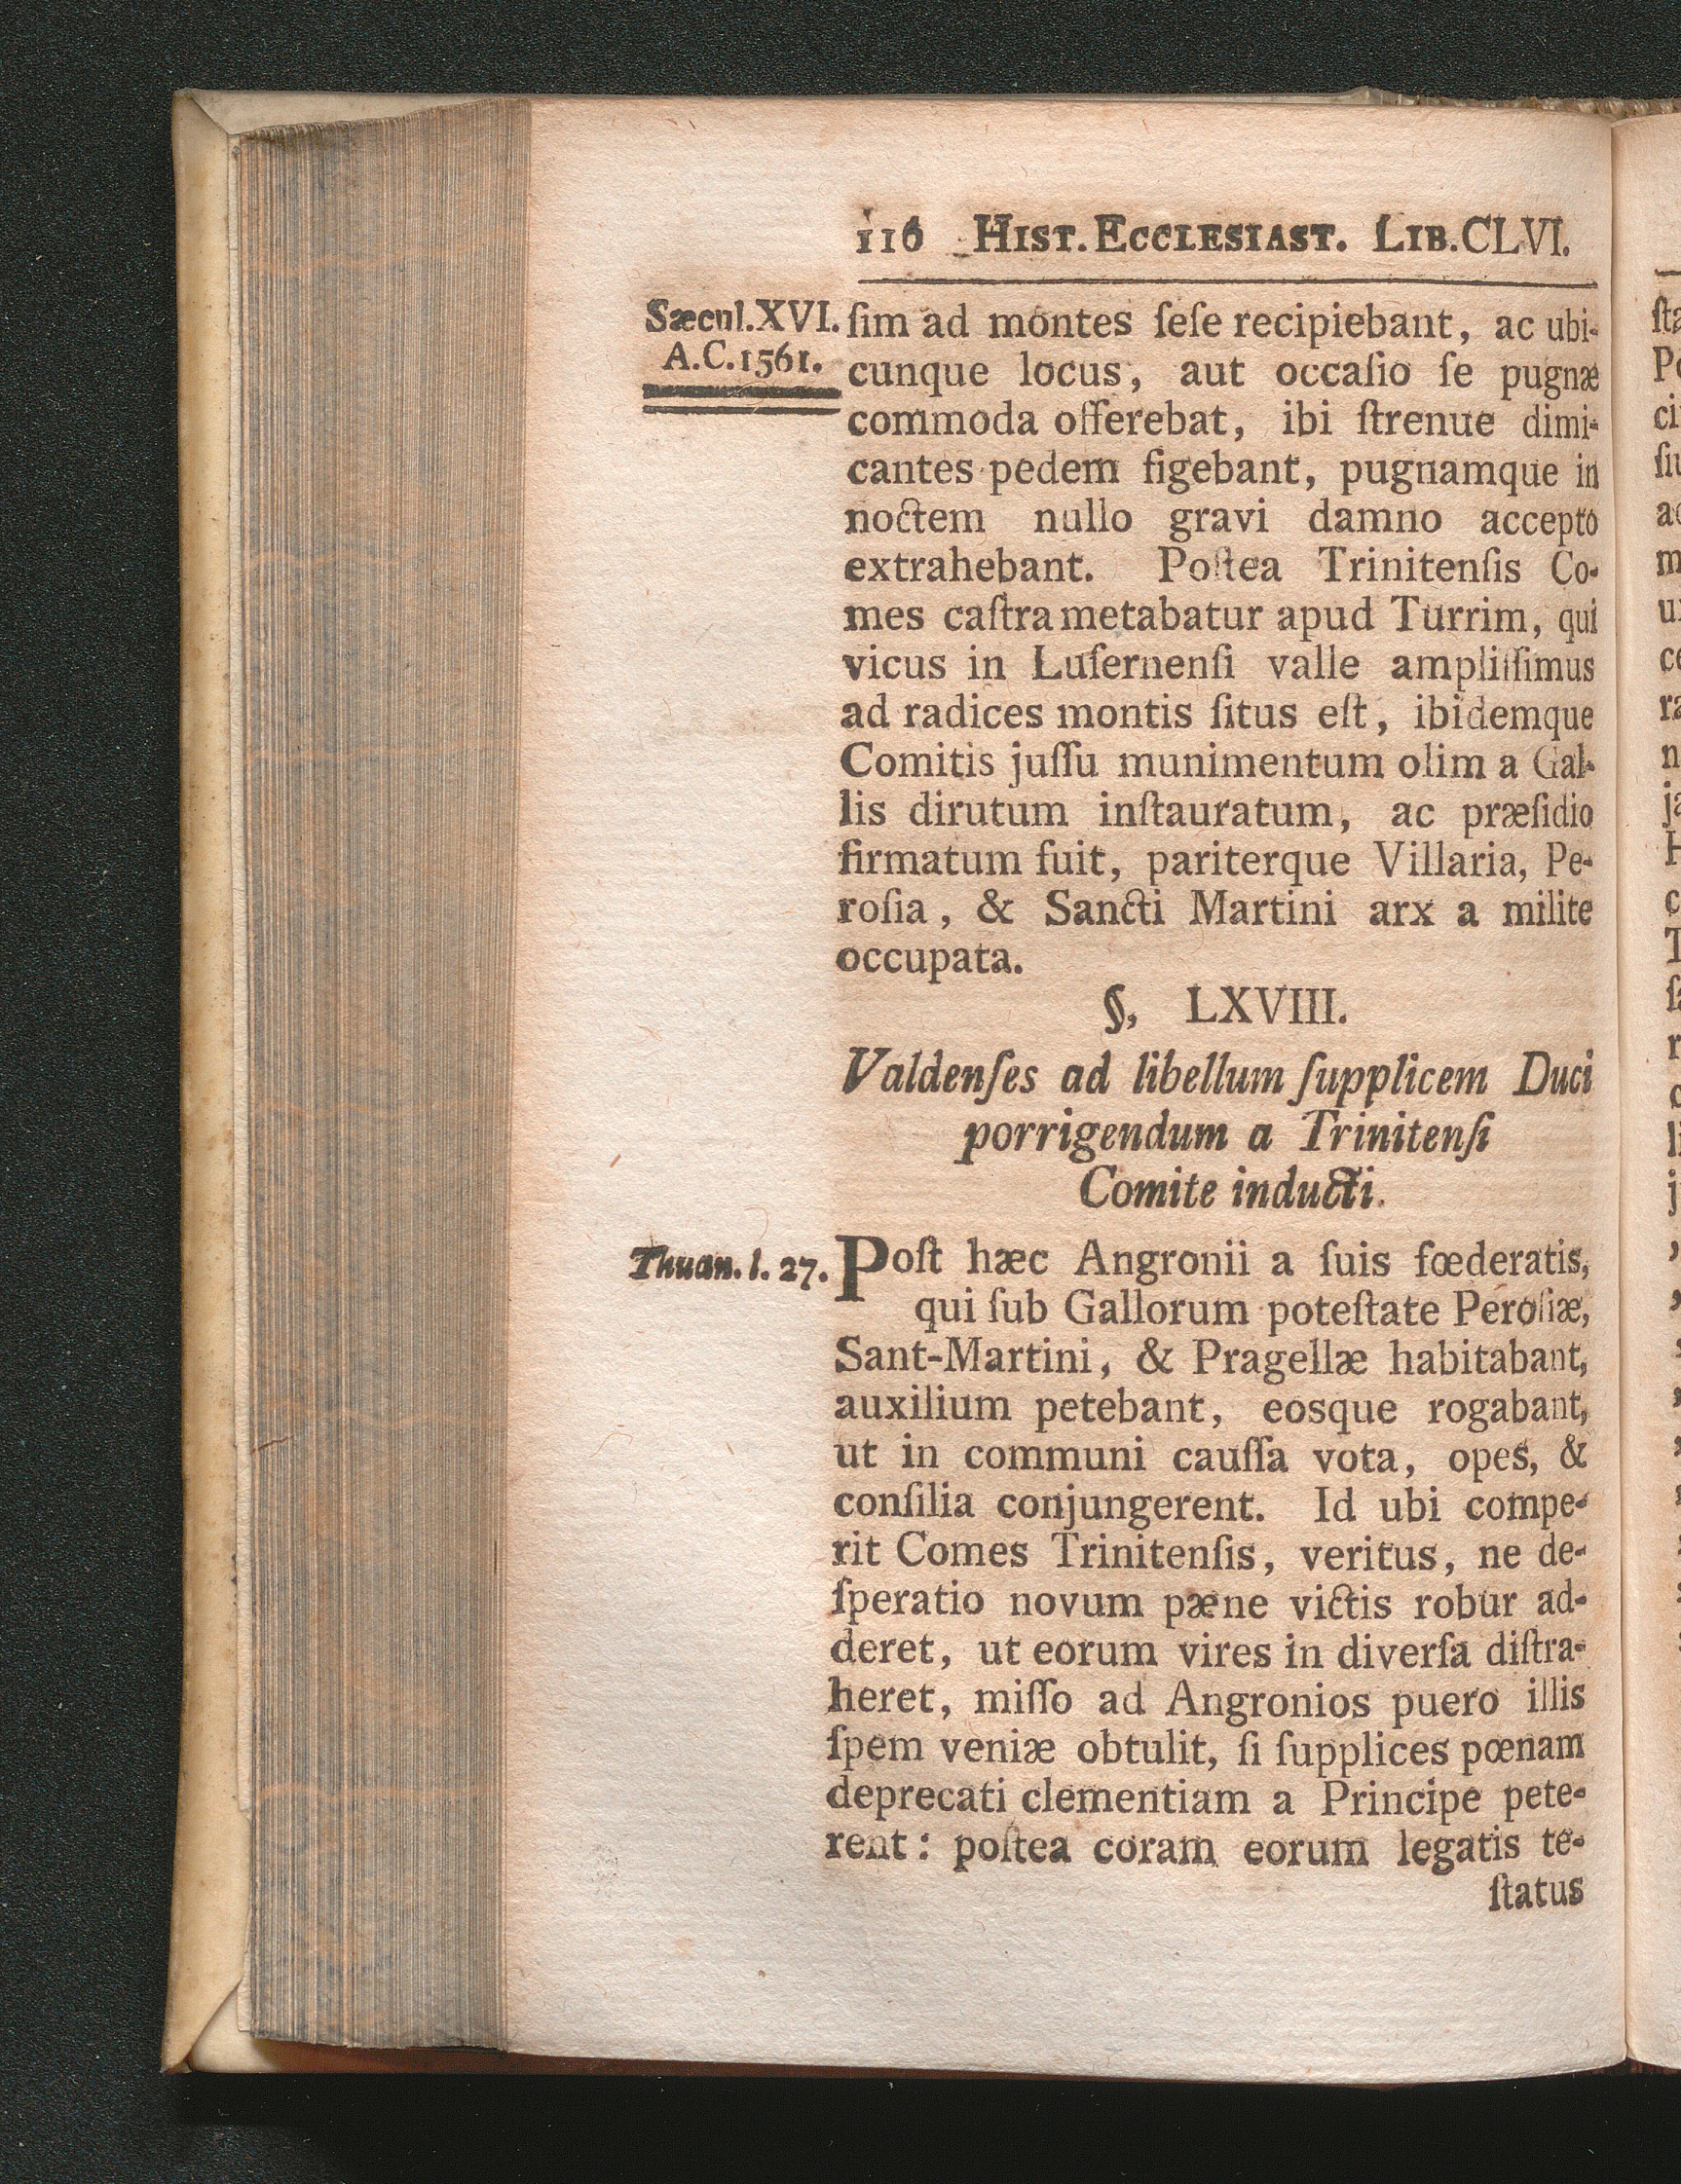 116 Hist. Ecclesiast. Lib. CLVI.
Sæcul. XVI.
A.C. 1561.
ſim ad montes ſeſe recipiebant, ac ubi-
cunque locus, aut occaſio ſe pugnæ
commoda offerebat, ibi ſtrenue dimi-
cantes pedem figebant, pugnamque in
noctem nullo gravi damno accepto
extrahebant. Poſtea Trinitenſis Co-
mes caſtra metabatur apud Turrim, qui
vicus in Luſernenſi valle ampliſſimus
ad radices montis ſitus eſt, ibidemque
Comitis juſſu munimentum olim a Gal-
lis dirutum inſtauratum, ac præſidio
firmatum fuit, pariterque Villaria, Pe-
roſia, & Sancti Martini arx a milite
occupata.
§, LXVIII.
Valdenſes ad libellum ſupplicem Duci
porrigendum a Trinitenſi
Comite inducti.
Thuan. l. 27.
Poſt hæc Angronii a ſuis fœderatis,
qui ſub Gallorum poteſtate Peroſiæ,
Sant-Martini, & Pragellæ habitabant,
auxilium petebant, eosque rogabant,
ut in communi cauſſa vota, opes, &
conſilia conjungerent. Id ubi compe-
rit Comes Trinitenſis, veritus, ne de-
ſperatio novum pæne victis robur ad-
deret, ut eorum vires in diverſa diſtra-
heret, miſſo ad Angronios puero illis
ſpem veniæ obtulit, ſi ſupplices pœnam
deprecati clementiam a Principe pete-
rent: poſtea coram eorum legatis te-
ſtatus